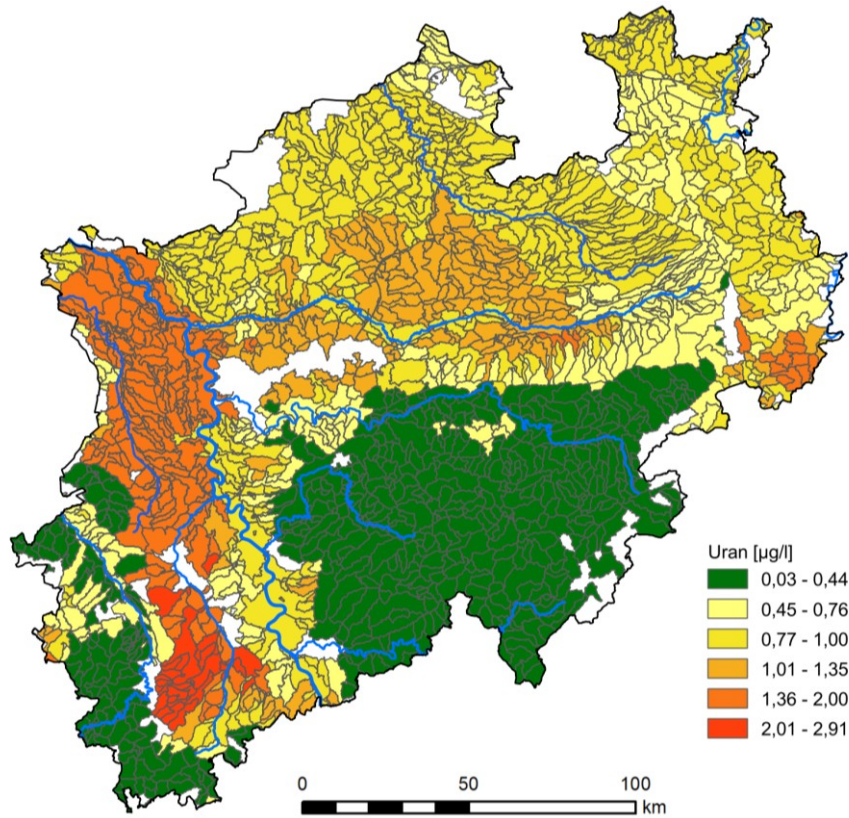 Uran [µg/l]
0,03 - 0,44
0,45 - 0,76
0,77 - 1,00
1,01 - 1,35
1,36 - 2,00
2,01 - 2,91
0 50 100
km